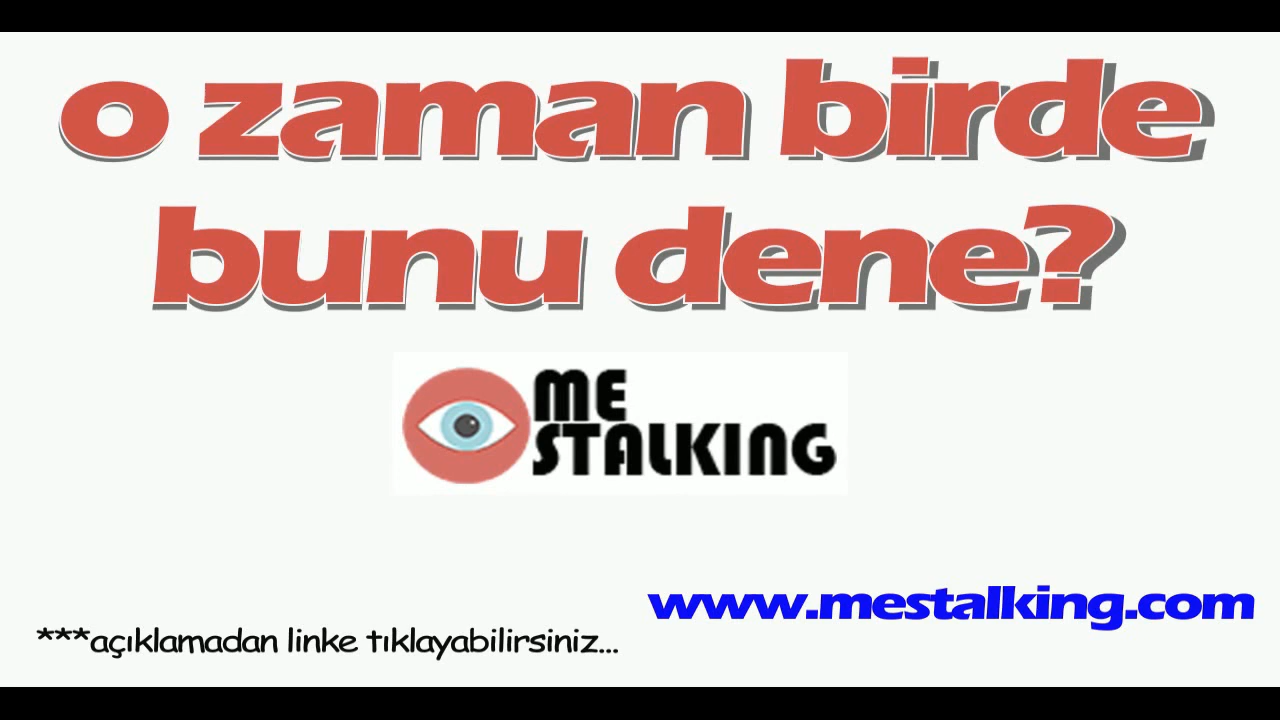 o zaman birde
bunu dene?
ME
STALKING
www.mestalking.com
***açıklamadan linke tıklayabilirsiniz...